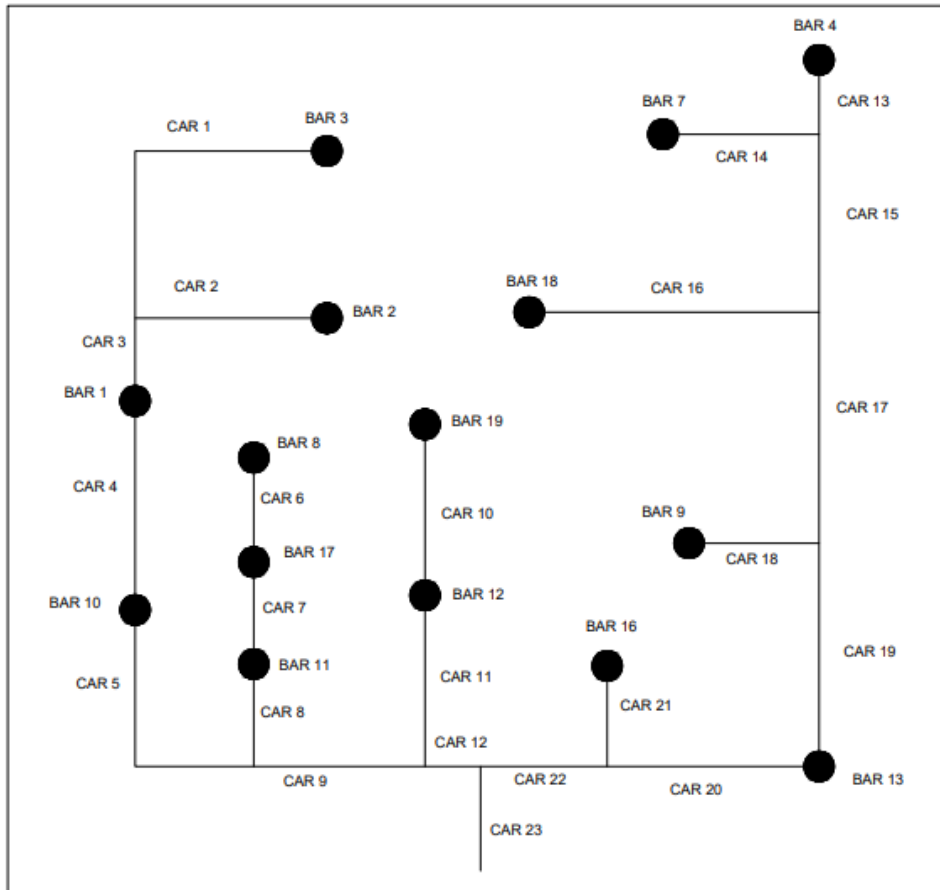 BAR 4
CAR 13
BAR 7
BAR 3
CAR 1
CAR 14
CAR 15
BAR 18
CAR 2
CAR 16
BAR 2
CAR 3
BAR 1
CAR 17
BAR 19
BAR 8
CAR 4
CAR 6
CAR 10
BAR 9
BAR 17
CAR 18
BAR 12
BAR 10
CAR 7
BAR 16
CAR 19
BAR 11
CAR 11
CAR 5
CAR 21
CAR 8
CAR 12
CAR 9
CAR 22
BAR 13
CAR 20
CAR 23